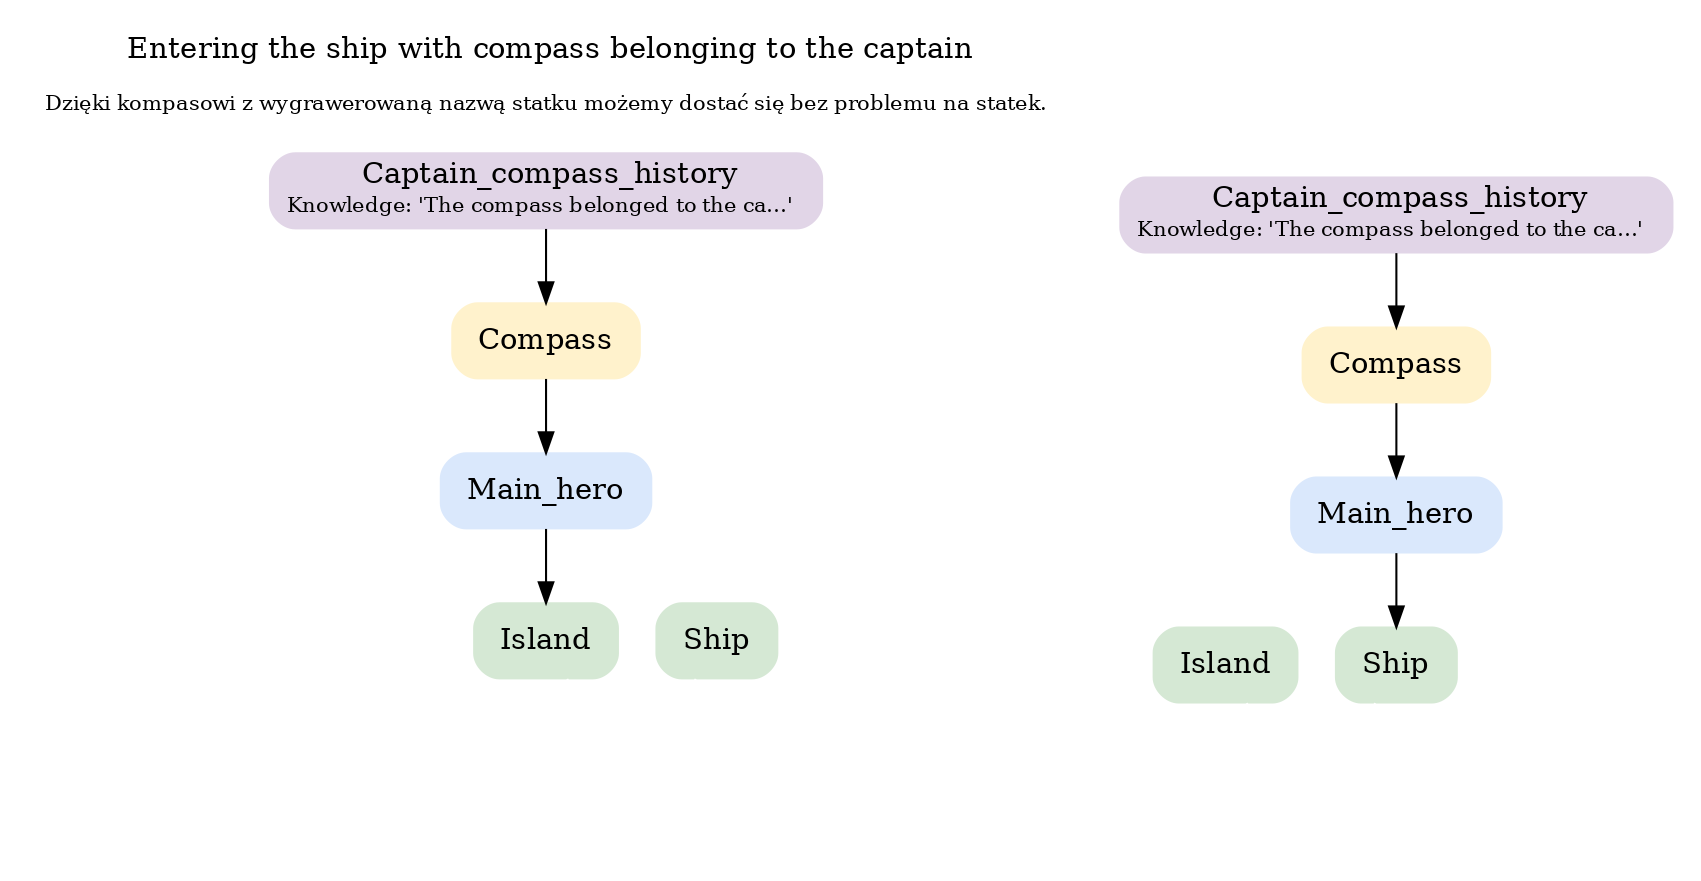 Entering the ship with compass belonging to the captain
Dzięki kompasowi z wygrawerowaną nazwą statku możemy dostać się bez problemu na statek.
Captain_compass_history
Knowledge: 'The compass belonged to the ca...'
Compass
Main_hero
Island
Ship
Captain_compass_history
Knowledge: 'The compass belonged to the ca...'
Compass
Main_hero
Island
Ship